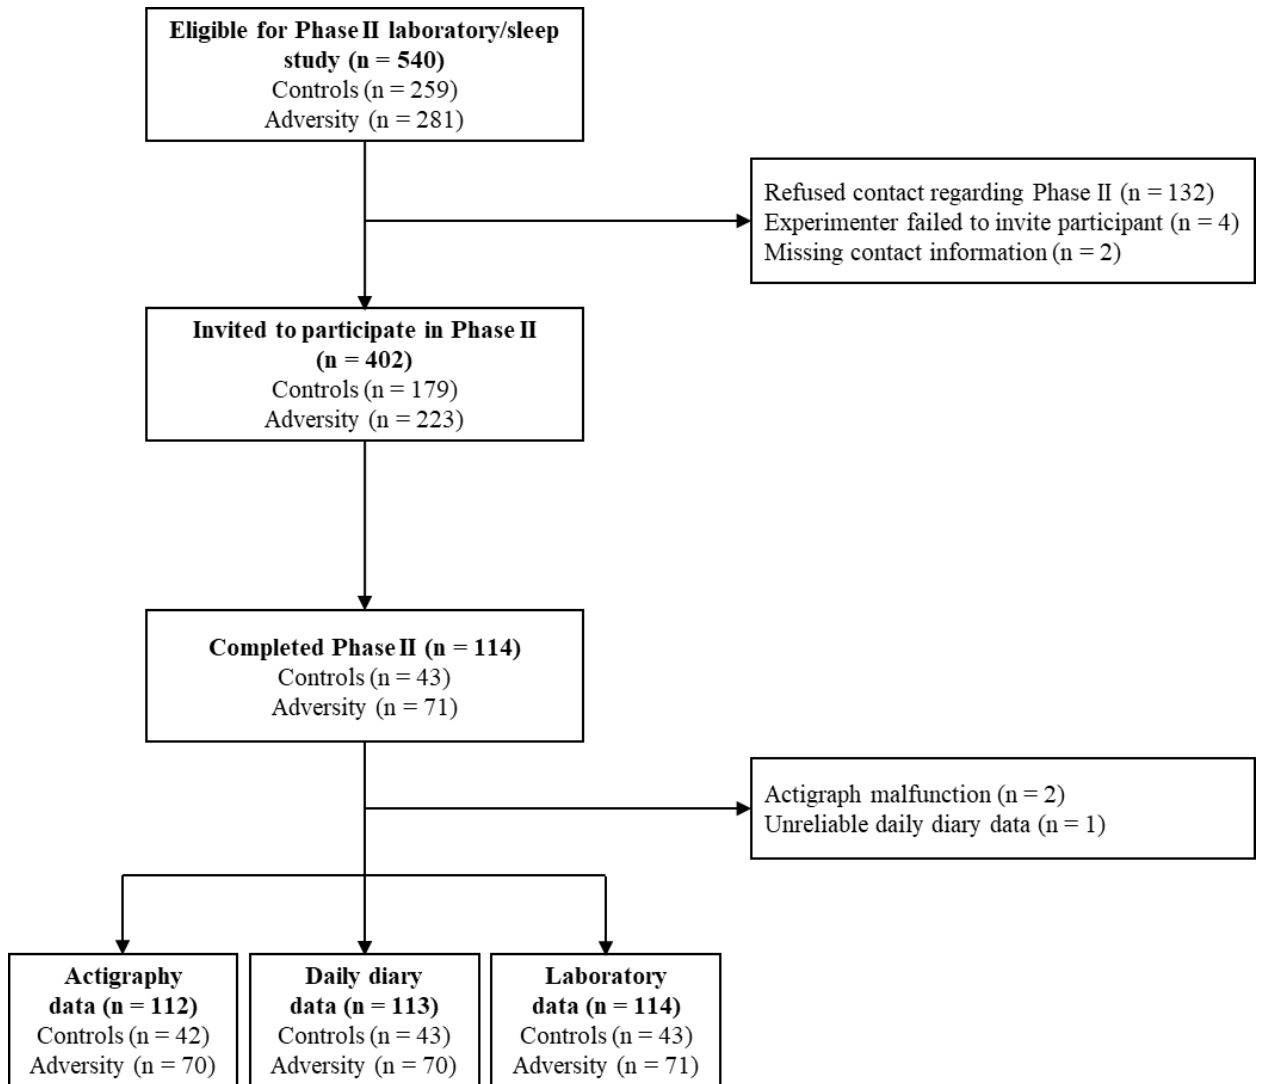 Eligible for Phase II laboratory/sleep
study (n = 540)
Controls (n = 259)
Adversity (n = 281)
Refused contact regarding Phase II (n = 132)
Experimenter failed to invite participant (n = 4)
Missing contact information (n = 2)
Invited to participate in Phase II
(n = 402)
Controls (n = 179)
Adversity (n = 223)
Completed Phase II (n = 114)
Controls (n = 43)
Adversity (n = 71)
Actigraph malfunction (n = 2)
Unreliable daily diary data (n = 1)
Actigraphy
data (n = 112)
Controls (n = 42)
Adversity (n = 70)
Daily diary
data (n = 113)
Controls (n = 43)
Adversity (n = 70)
Laboratory
data (n = 114)
Controls (n = 43)
Adversity (n = 71)